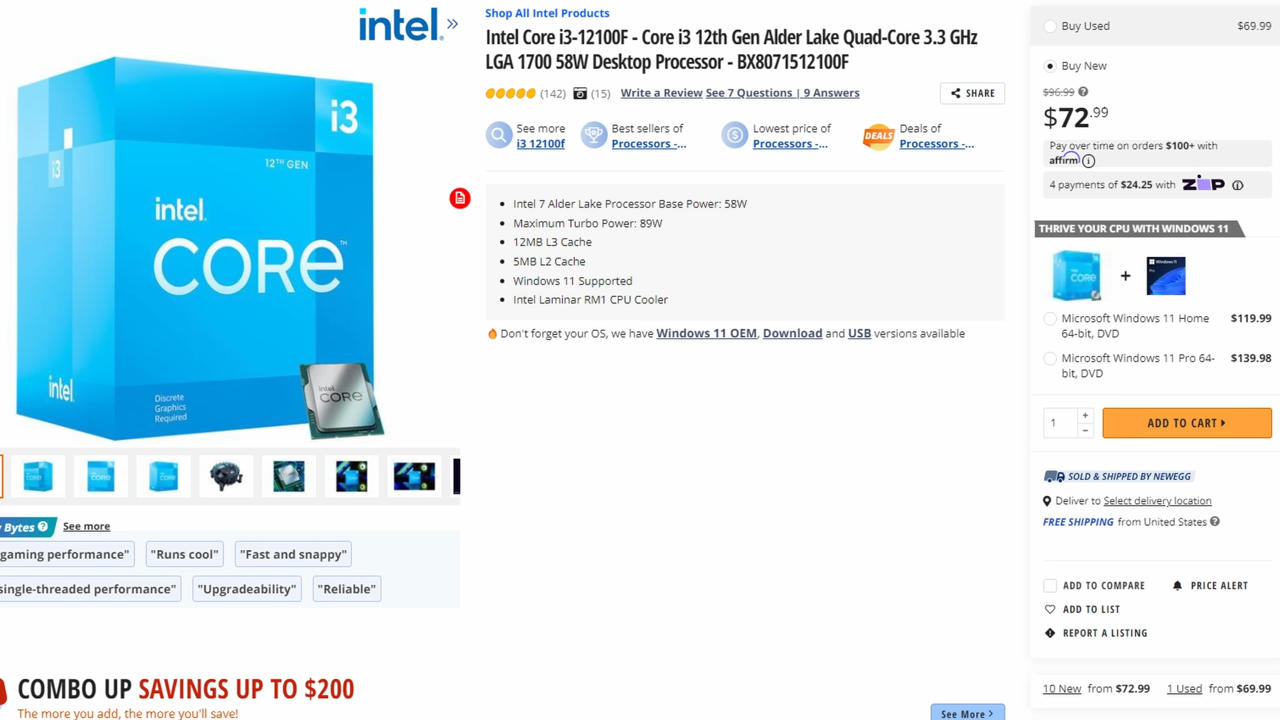 intel.
i3
i3
12TH GEN
intel.
CORE™
intel
Discrete
Graphics
Required
intel
CORE
Bytes
See more
gaming performance"
"Runs cool"
"Fast and snappy"
single-threaded performance"
"Upgradeability"
"Reliable"
COMBO UP SAVINGS UP TO $200
The more you add, the more you'll save!
Shop All Intel Products
Intel Core i3-12100F - Core i3 12th Gen Alder Lake Quad-Core 3.3 GHz
LGA 1700 58W Desktop Processor - BX8071512100F
(142) (15) Write a Review See 7 Questions | 9 Answers
SHARE
See more
i3 12100f
Best sellers of
Processors -...
Lowest price of
Processors -...
DEALS
Deals of
Processors -...
Intel 7 Alder Lake Processor Base Power: 58W
Maximum Turbo Power: 89W
12MB L3 Cache
5MB L2 Cache
Windows 11 Supported
Intel Laminar RM1 CPU Cooler
Don't forget your OS, we have Windows 11 OEM, Download and USB versions available
See More
Buy Used $69.99
Buy New
$96.99
$72.99
Pay over time on orders $100+ with
affirm
4 payments of $24.25 with ZIP
THRIVE YOUR CPU WITH WINDOWS 11
+
Microsoft Windows 11 Home
64-bit, DVD
$119.99
Microsoft Windows 11 Pro 64-
bit, DVD
$139.98
1
+
−
ADD TO CART
SOLD & SHIPPED BY NEWEGG
Deliver to Select delivery location
FREE SHIPPING from United States
ADD TO COMPARE
PRICE ALERT
ADD TO LIST
REPORT A LISTING
10 New from $72.99
1 Used from $69.99